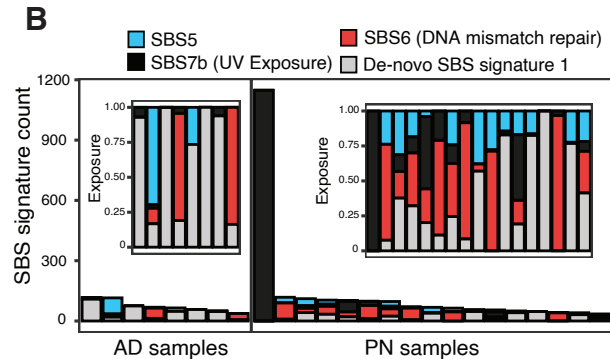 B
SBS5
SBS6 (DNA mismatch repair)
SBS7b (UV Exposure)
De-novo SBS signature 1
SBS signature count
1200
900
600
300
0
Exposure
1.00
0.75
0.50
0.25
0
Exposure
1.00
0.75
0.50
0.25
0
AD samples
PN samples